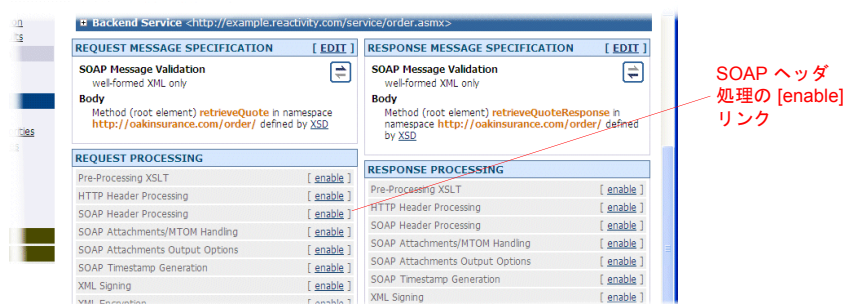 Backend Service <http://example.reactivity.com/service/order.asmx>
REQUEST MESSAGE SPECIFICATION [ EDIT ]
SOAP Message Validation
well-formed XML only
Body
Method (root element) retrieveQuote in namespace
http://oakinsurance.com/order/ defined by XSD
REQUEST PROCESSING
Pre-Processing XSLT [ enable ]
HTTP Header Processing [ enable ]
SOAP Header Processing [ enable ]
SOAP Attachments/MTOM Handling [ enable ]
SOAP Attachments Output Options [ enable ]
SOAP Timestamp Generation [ enable ]
XML Signing [ enable ]
XML Encryption [ enable ]
RESPONSE MESSAGE SPECIFICATION [ EDIT ]
SOAP Message Validation
well-formed XML only
Body
Method (root element) retrieveQuoteResponse in
namespace http://oakinsurance.com/order/ defined
by XSD
RESPONSE PROCESSING
Pre-Processing XSLT [ enable ]
HTTP Header Processing [ enable ]
SOAP Header Processing [ enable ]
SOAP Attachments/MTOM Handling [ enable ]
SOAP Attachments Output Options [ enable ]
SOAP Timestamp Generation [ enable ]
XML Signing [ enable ]
SOAP ヘッダ
処理の [enable]
リンク